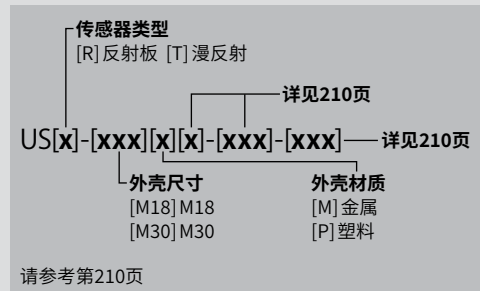 传感器类型
[R]反射板 [T]漫反射
详见210页
US[x]-[xxx][x][x]-[xxx]-[xxx] 详见210页
外壳尺寸 外壳材质
[M18]M18 [M]金属
[M30]M30 [P]塑料
请参考第210页